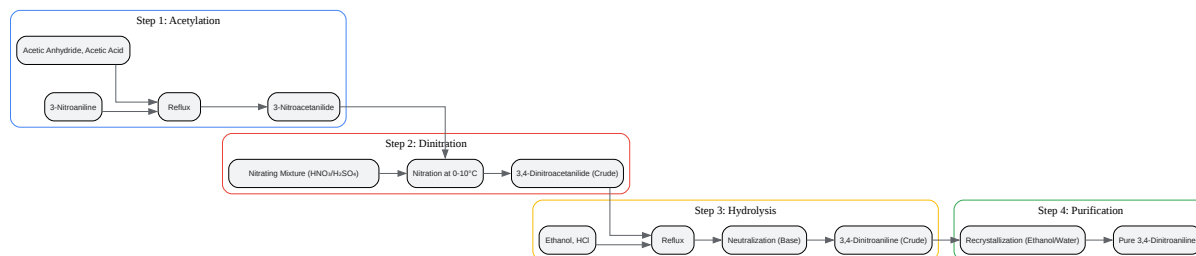 Step 1: Acetylation
Acetic Anhydride, Acetic Acid
3-Nitroaniline
Reflux
3-Nitroacetanilide
Step 2: Dinitration
Nitrating Mixture (HNO₃/H₂SO₄)
Nitration at 0-10°C
3,4-Dinitroacetanilide (Crude)
Step 3: Hydrolysis
Ethanol, HCl
Reflux
Neutralization (Base)
3,4-Dinitroaniline (Crude)
Step 4: Purification
Recrystallization (Ethanol/Water)
Pure 3,4-Dinitroaniline